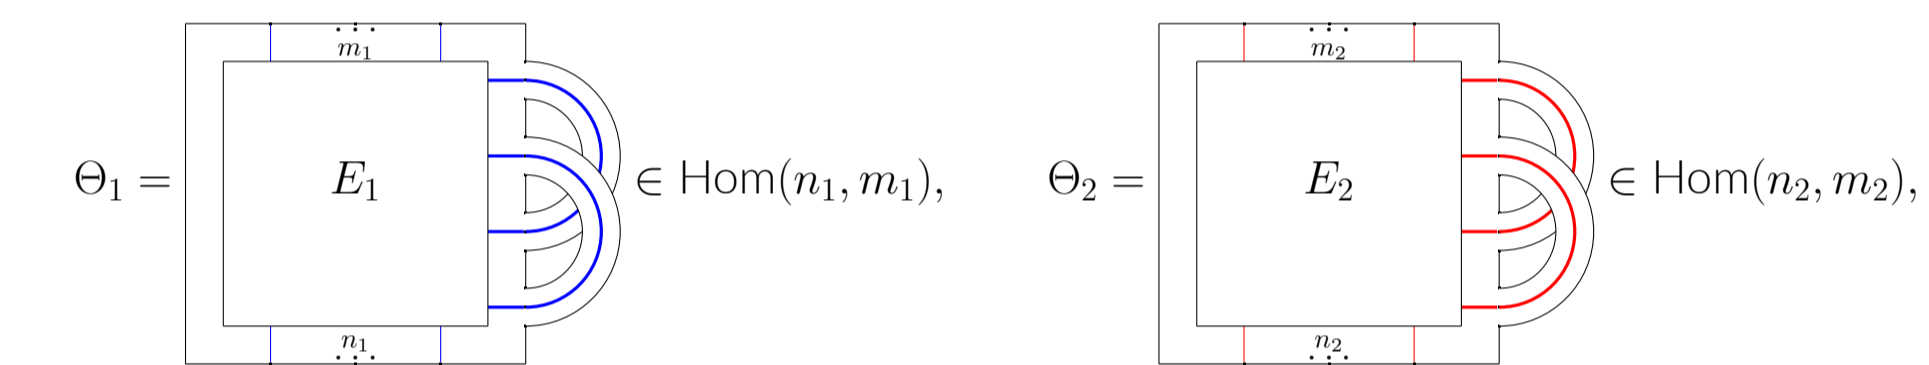 m₁ m₂
Θ₁ = E₁ ∈ Hom(n₁, m₁), Θ₂ = E₂ ∈ Hom(n₂, m₂),
n₁ n₂